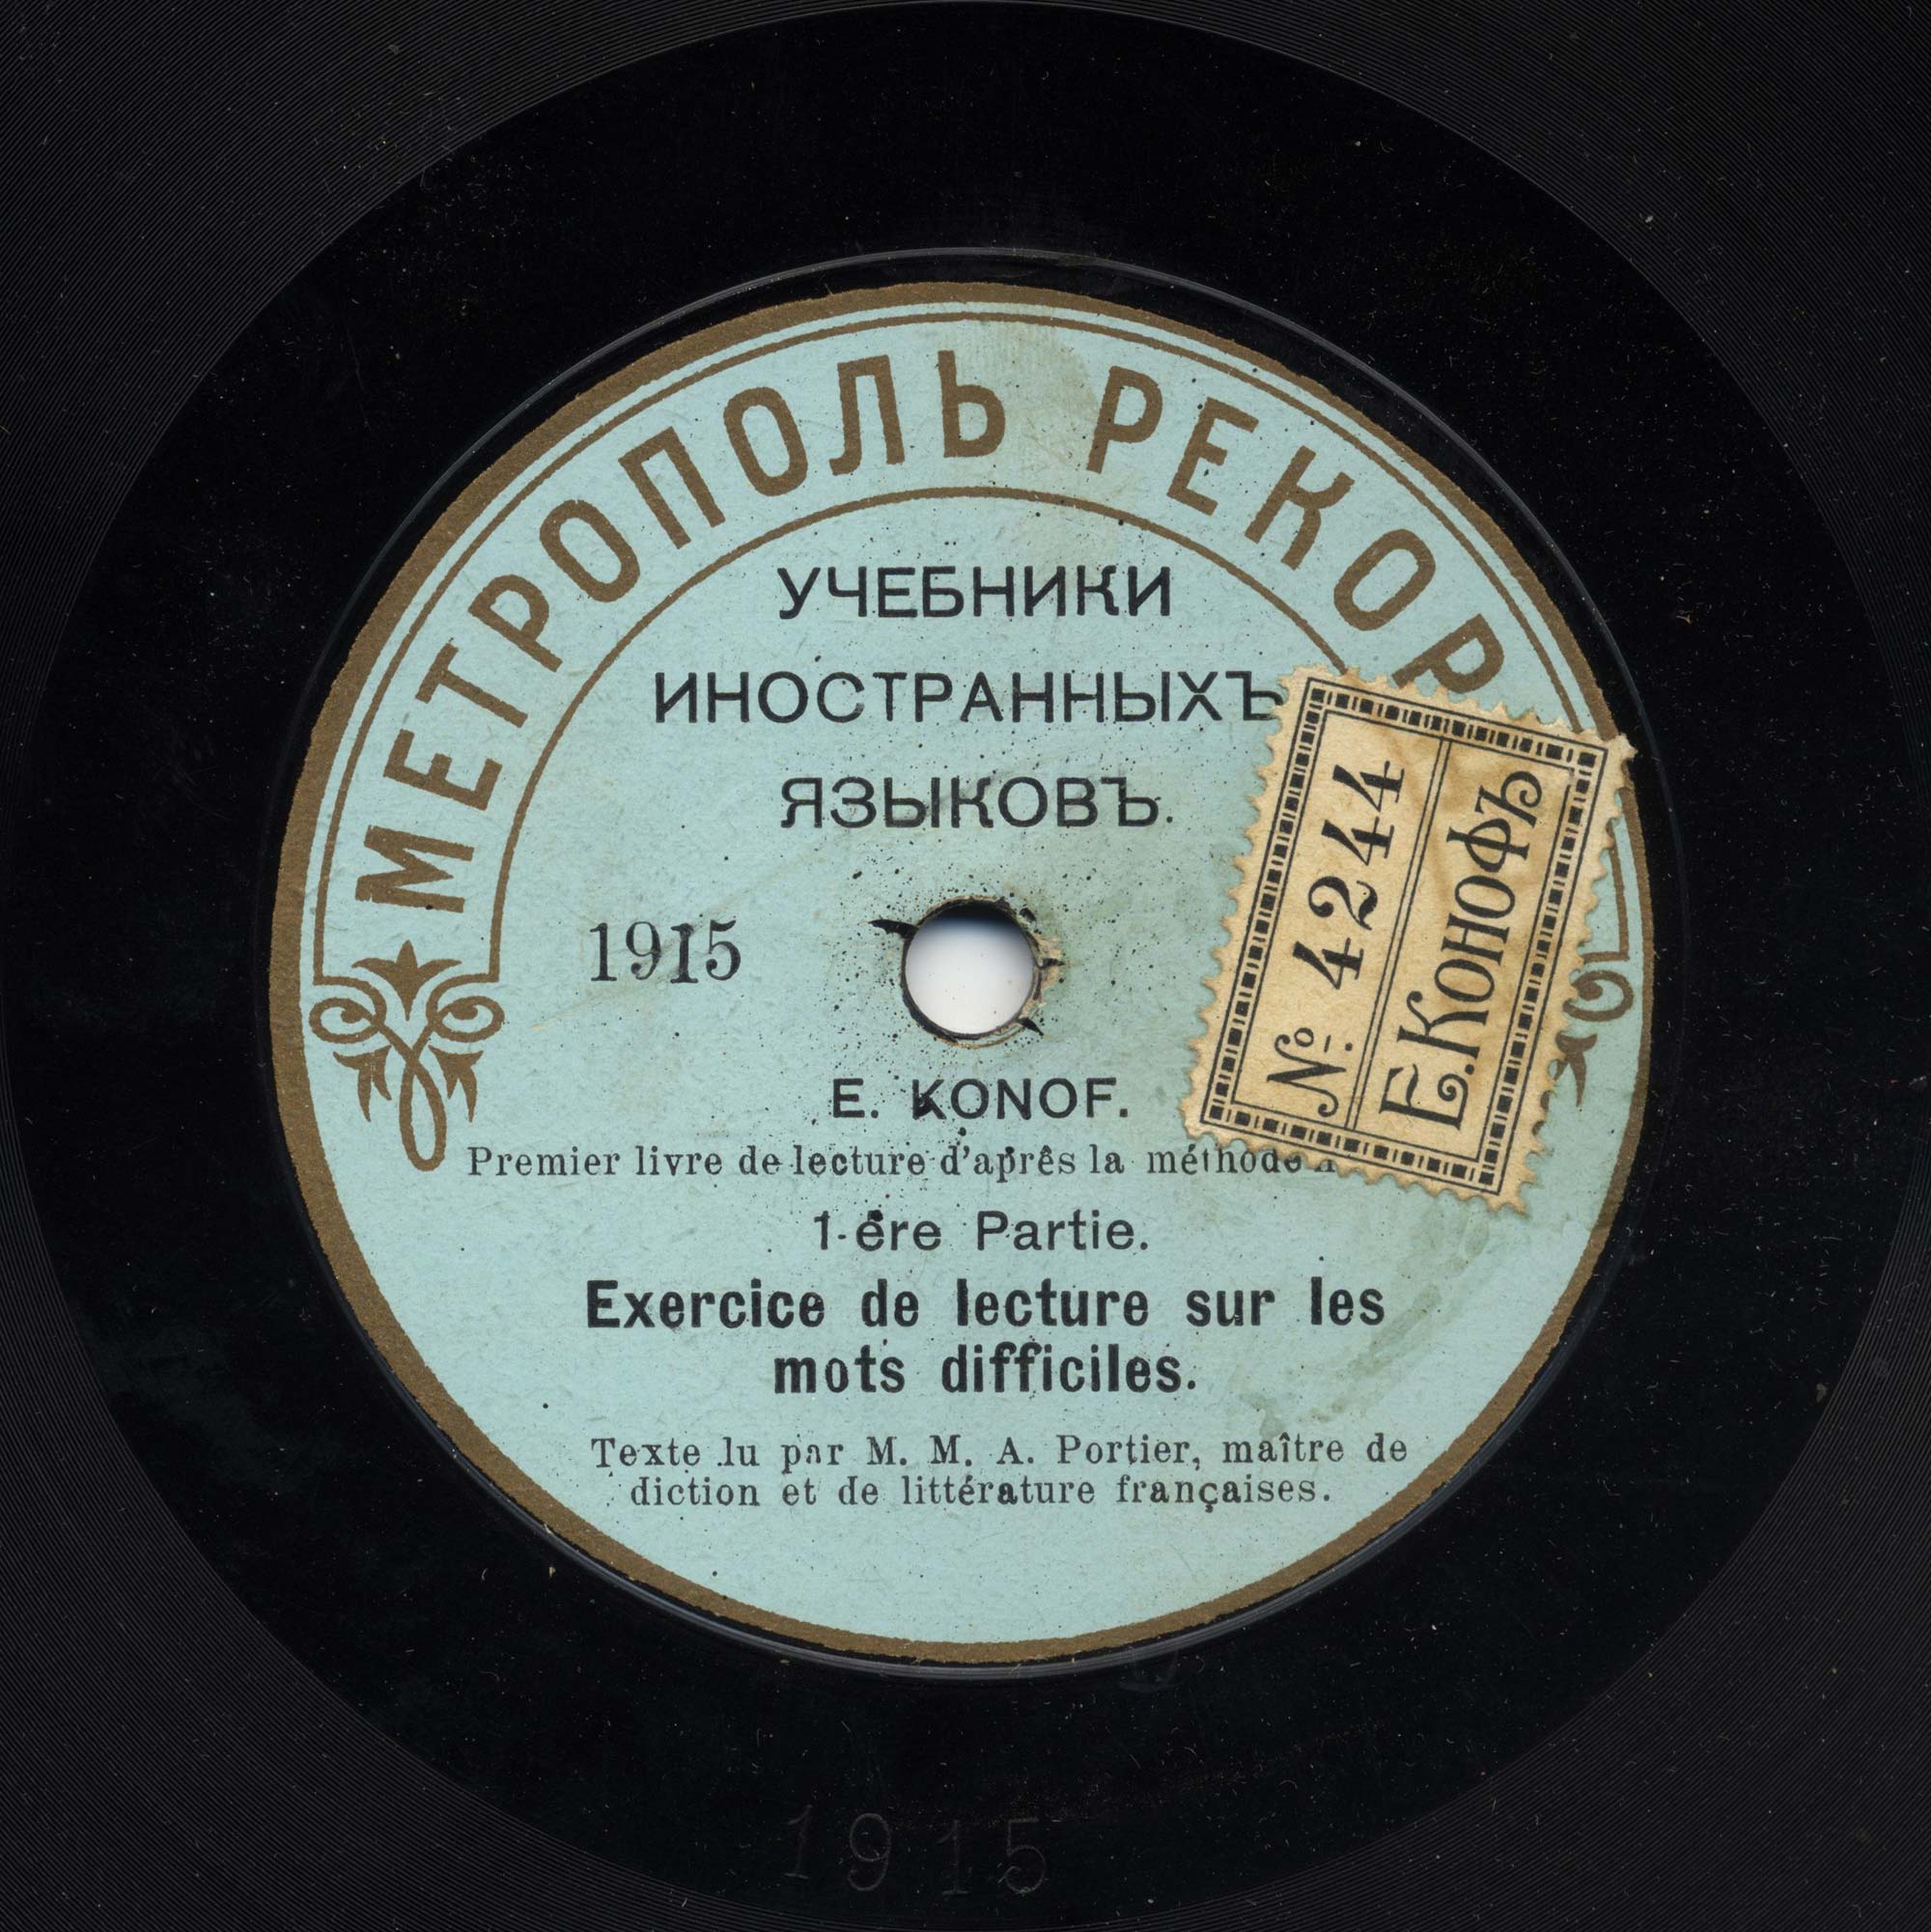 МЕТРОПОЛЬ РЕКОР
УЧЕБНИКИ
ИНОСТРАННЫХЪ
ЯЗЫКОВЪ.
1915
№ 4244
Е. КОНОФЪ
E. KONOF.
Premier livre de lecture d'après la méthode
1-ère Partie.
Exercice de lecture sur les
mots difficiles.
Texte lu par M. M. A. Portier, maître de
diction et de littérature françaises.
1915